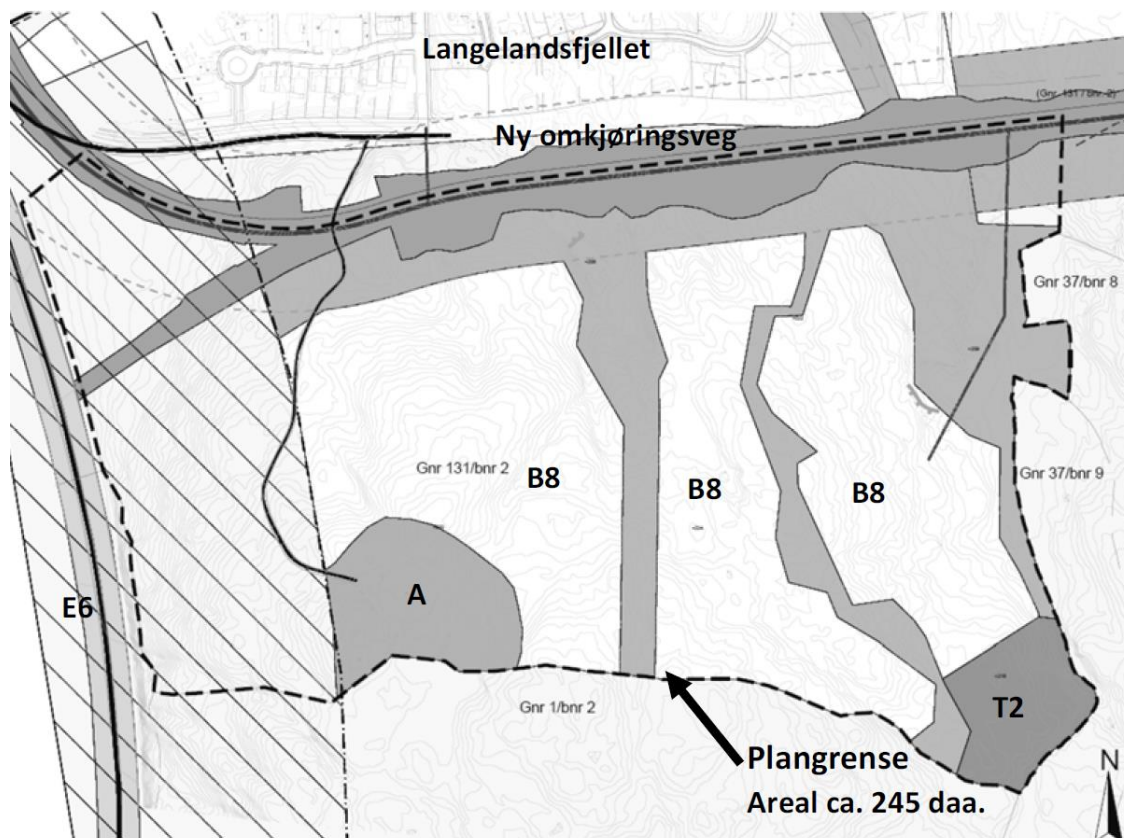 Langelandsfjellet
(Gnr. 131 / bnr. 2)
Ny omkjøringsveg
Gnr 37/bnr 8
Gnr 131/bnr 2
B8
B8
B8
Gnr 37/bnr 9
A
E6
Gnr 1/bnr 2
T2
Plangrense
Areal ca. 245 daa.
N